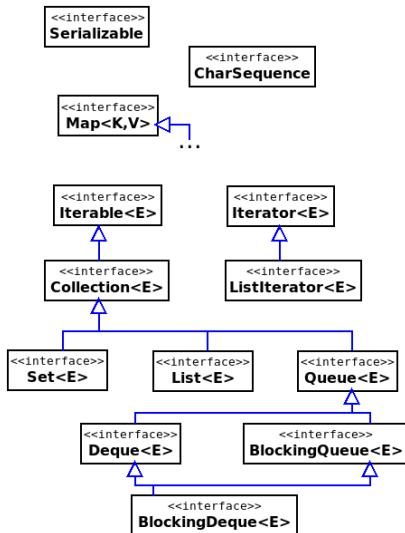 <<interface>>
Serializable
<<interface>>
CharSequence
<<interface>>
Map<K,V>
...
<<interface>>
Iterable<E>
<<interface>>
Iterator<E>
<<interface>>
Collection<E>
<<interface>>
ListIterator<E>
<<interface>>
Set<E>
<<interface>>
List<E>
<<interface>>
Queue<E>
<<interface>>
Deque<E>
<<interface>>
BlockingQueue<E>
<<interface>>
BlockingDeque<E>